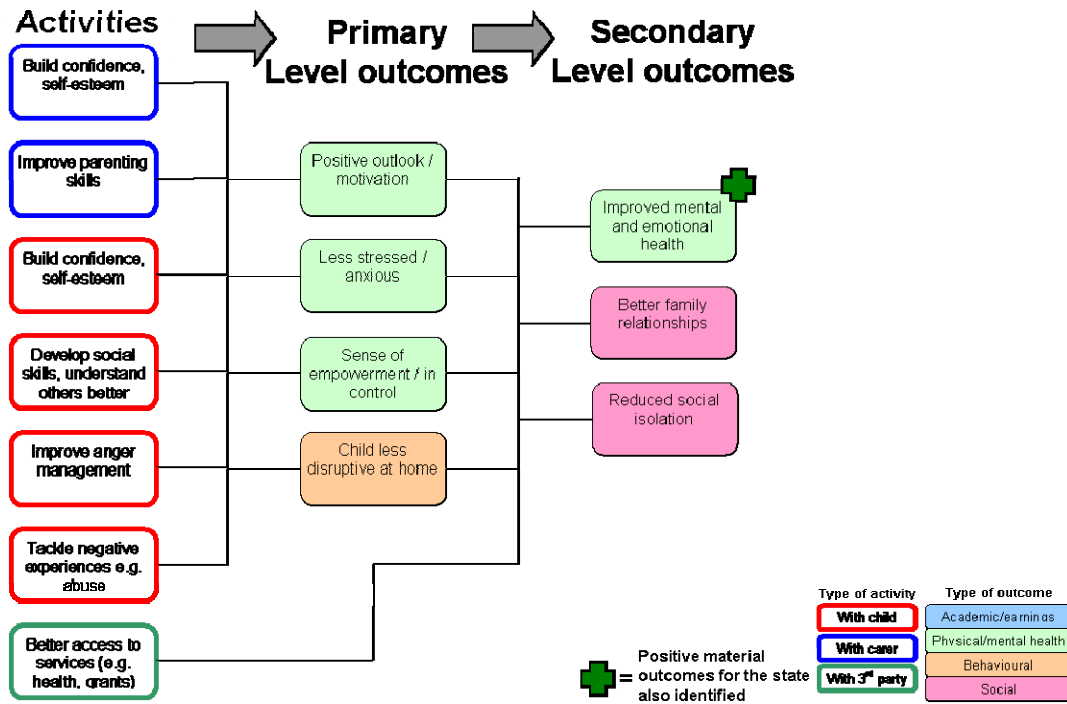 Activities
Primary
Level outcomes
Secondary
Level outcomes
Build confidence,
self-esteem
Improve parenting
skills
Build confidence,
self-esteem
Develop social
skills, understand
others better
Improve anger
management
Tackle negative
experiences e.g.
abuse
Better access to
services (e.g.
health, grants)
Positive outlook /
motivation
Less stressed /
anxious
Sense of
empowerment / in
control
Child less
disruptive at home
Improved mental
and emotional
health
Better family
relationships
Reduced social
isolation
= Positive material
outcomes for the state
also identified
Type of activity
With child
With carer
With 3rd party
Type of outcome
Academic/earnings
Physical/mental health
Behavioural
Social